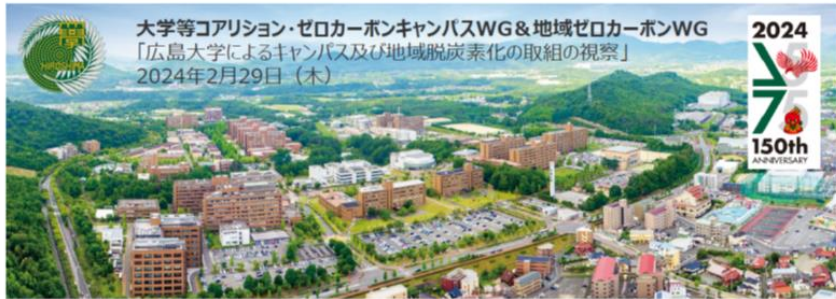 大学等コアリション・ゼロカーボンキャンパスWG＆地域ゼロカーボンWG
「広島大学によるキャンパス及び地域脱炭素化の取組の視察」
2024年2月29日（木）
學
HIROSHIMA
2024
75
150th
ANNIVERSARY